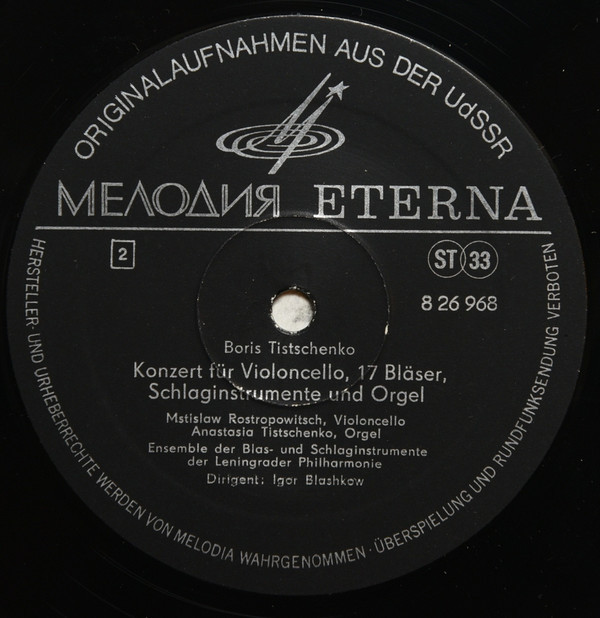 ORIGINALAUFNAHMEN AUS DER UdSSR
МЕЛОДИЯ ETERNA
2
ST 33
8 26 968
Boris Tistschenko
Konzert für Violoncello, 17 Bläser,
Schlaginstrumente und Orgel
Mstislaw Rostropowitsch, Violoncello
Anastasia Tistschenko, Orgel
Ensemble der Blas- und Schlaginstrumente
der Leningrader Philharmonie
Dirigent: Igor Blashkow
HERSTELLER- UND URHEBERRECHTE WERDEN VON MELODIA WAHRGENOMMEN · ÜBERSPIELUNG UND RUNDFUNKSENDUNG VERBOTEN